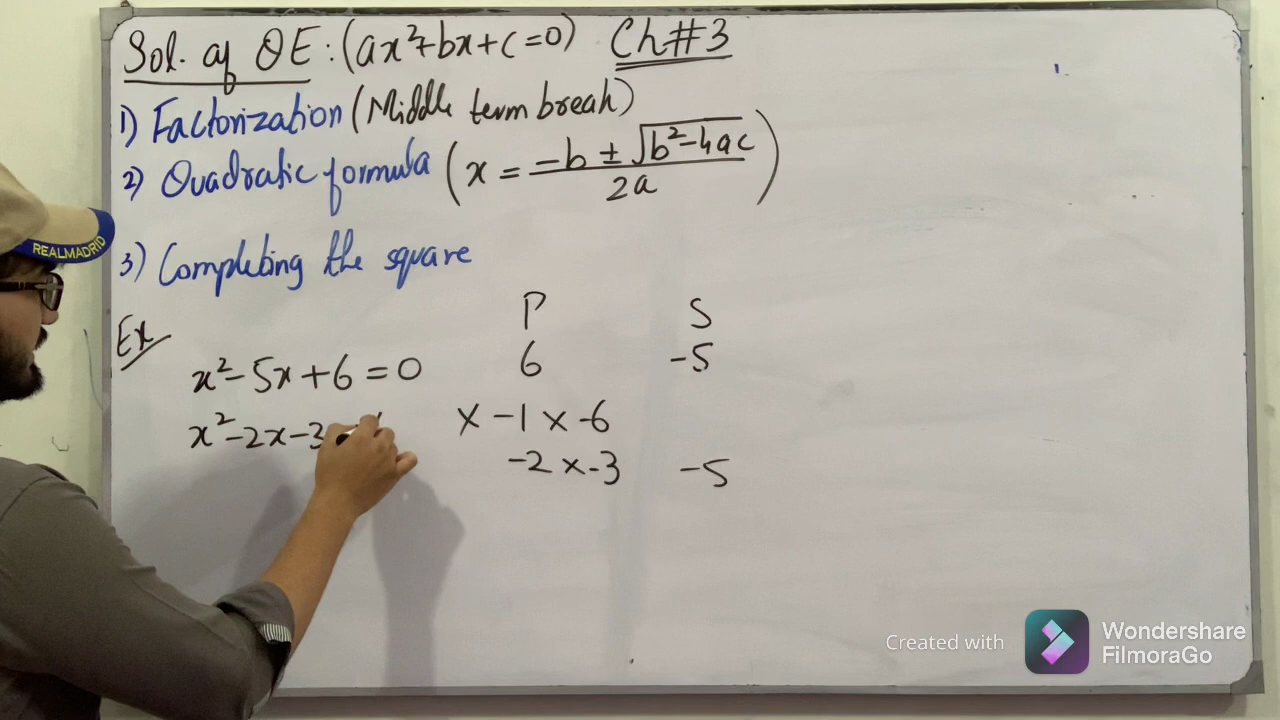 Sol. of QE: (ax²+bx+c=0) Ch#3
1) Factorization (Middle term break)
2) Quadratic formula (x = -b ± √b²-4ac / 2a)
3) Completing the square
Ex
P S
x²-5x+6=0 6 -5
x -1 x -6
x²-2x-3
-2 x -3 -5
REALMADRID
Created with Wondershare FilmoraGo